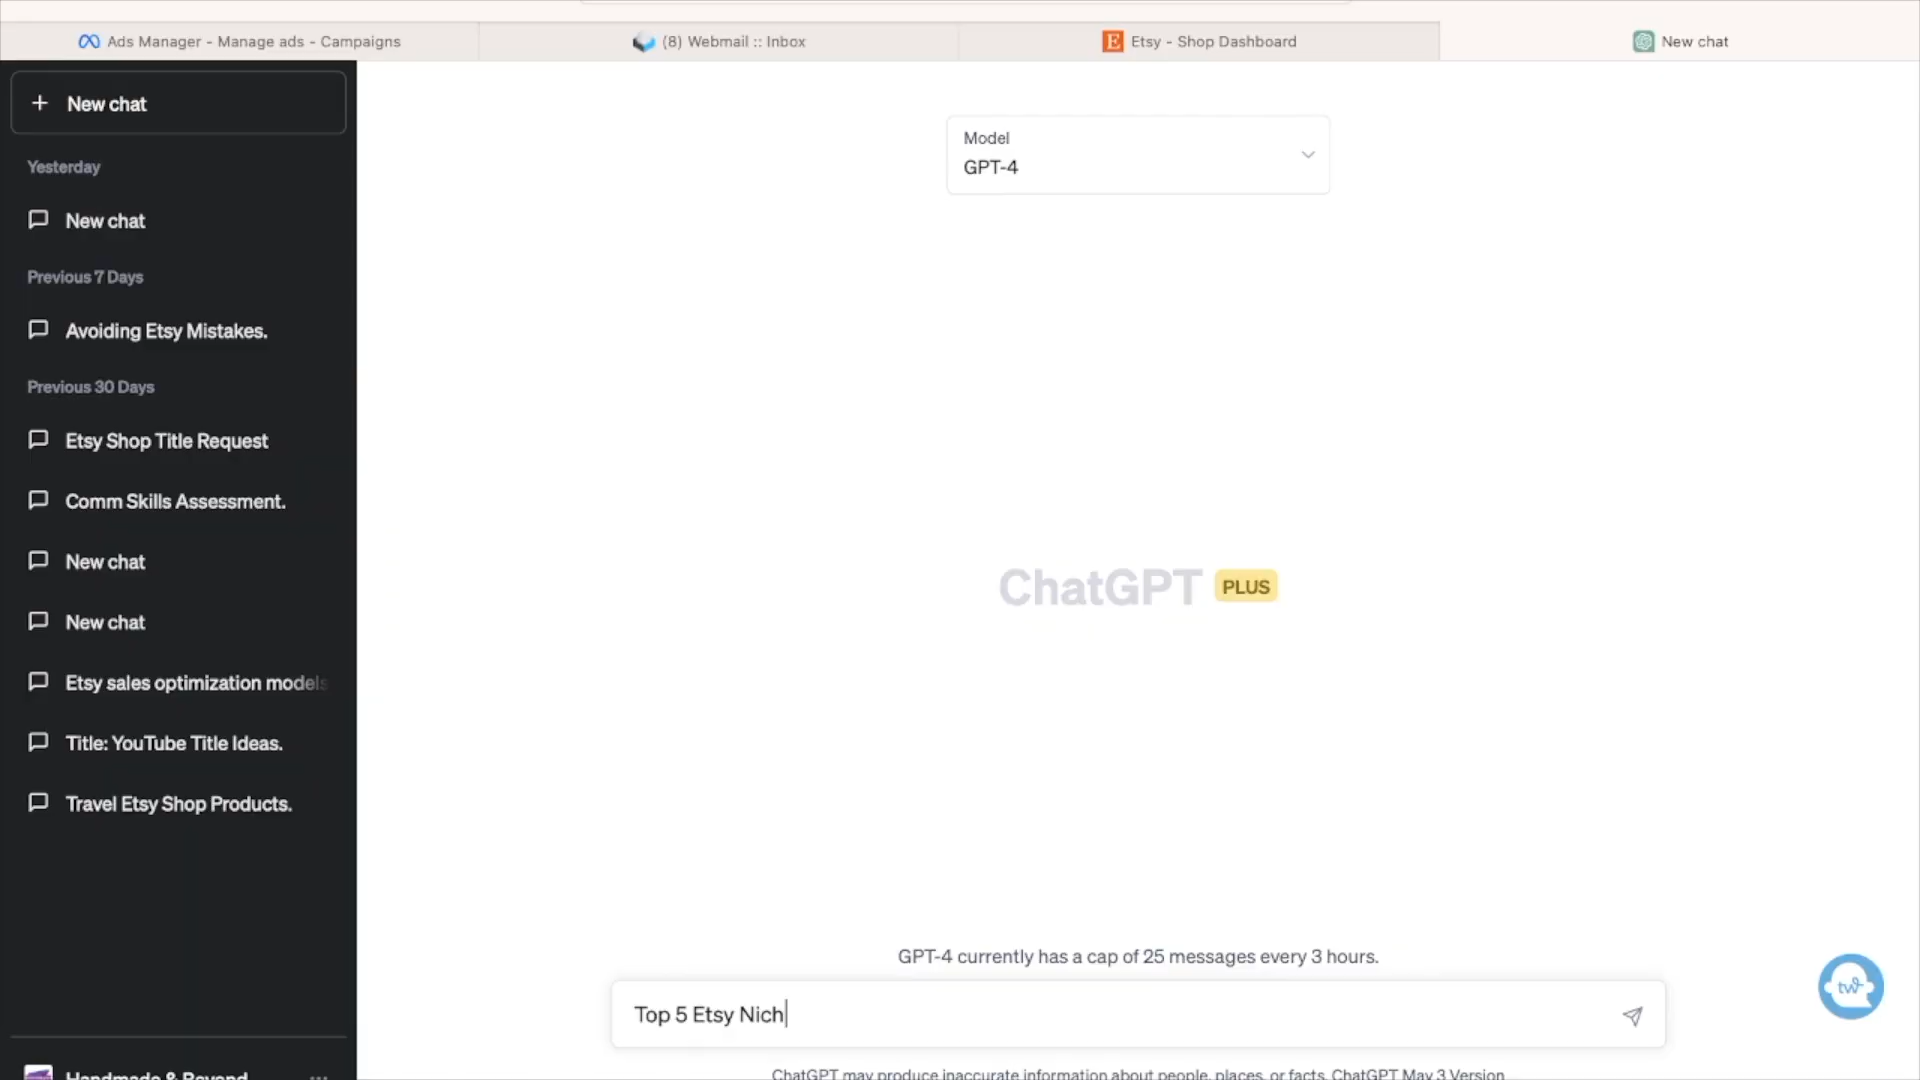 Ads Manager - Manage ads - Campaigns
(8) Webmail :: Inbox
Etsy - Shop Dashboard
New chat
New chat
Yesterday
New chat
Previous 7 Days
Avoiding Etsy Mistakes.
Previous 30 Days
Etsy Shop Title Request
Comm Skills Assessment.
New chat
New chat
Etsy sales optimization models
Title: YouTube Title Ideas.
Travel Etsy Shop Products.
Handmade & Beyond
Model
GPT-4
ChatGPT PLUS
GPT-4 currently has a cap of 25 messages every 3 hours.
Top 5 Etsy Nich
tw
ChatGPT may produce inaccurate information about people, places, or facts. ChatGPT May 3 Version